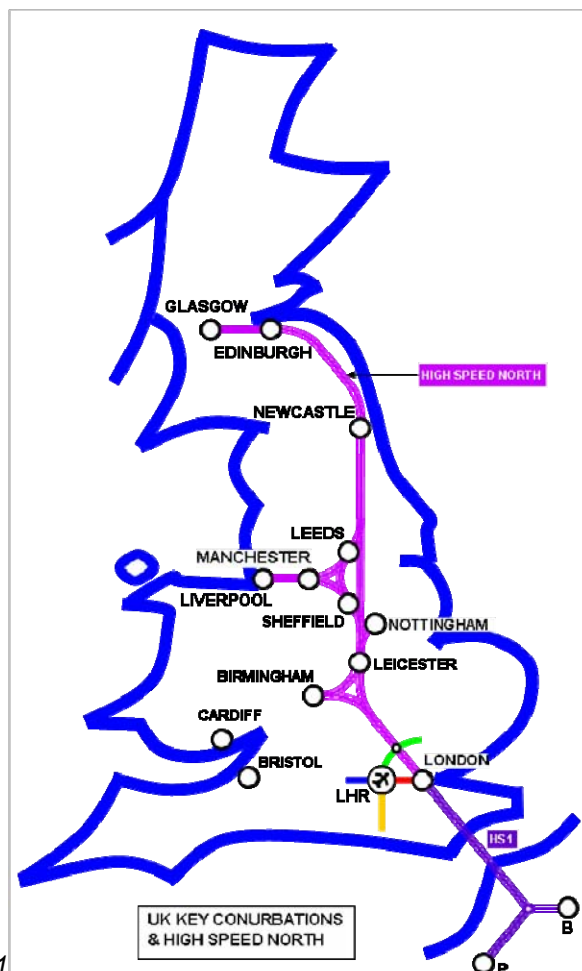 GLASGOW
EDINBURGH
HIGH SPEED NORTH
NEWCASTLE
LEEDS
MANCHESTER
LIVERPOOL
SHEFFIELD
NOTTINGHAM
LEICESTER
BIRMINGHAM
CARDIFF
BRISTOL
LONDON
LHR
HS1
B
UK KEY CONURBATIONS
& HIGH SPEED NORTH
P
1